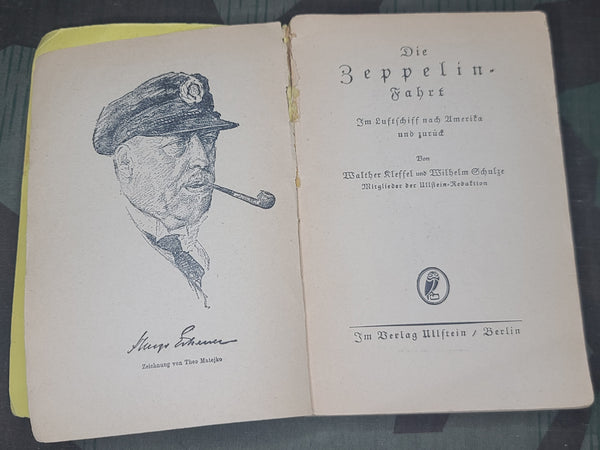 Hugo Eckener
Zeichnung von Theo Matejko
Die
Zeppelin-
Fahrt
Im Luftschiff nach Amerika
und zurück
Von
Walther Kleffel und Wilhelm Schulze
Mitglieder der Ullstein-Redaktion
Im Verlag Ullstein / Berlin